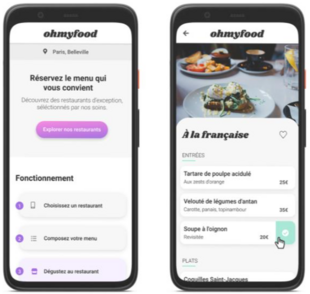 ohmyfood
Paris, Belleville
Réservez le menu qui
vous convient
Découvrez des restaurants d'exception,
sélectionnés par nos soins.
Explorer nos restaurants
Fonctionnement
1 Choisissez un restaurant
2 Composez votre menu
3 Dégustez au restaurant
ohmyfood
À la française
ENTRÉES
Tartare de poulpe acidulé
Aux zests d'orange 25€
Velouté de légumes d'antan
Carotte, panais, topinambour 35€
Soupe à l'oignon
Revisitée 20€
PLATS
Coquilles Saint-Jacques